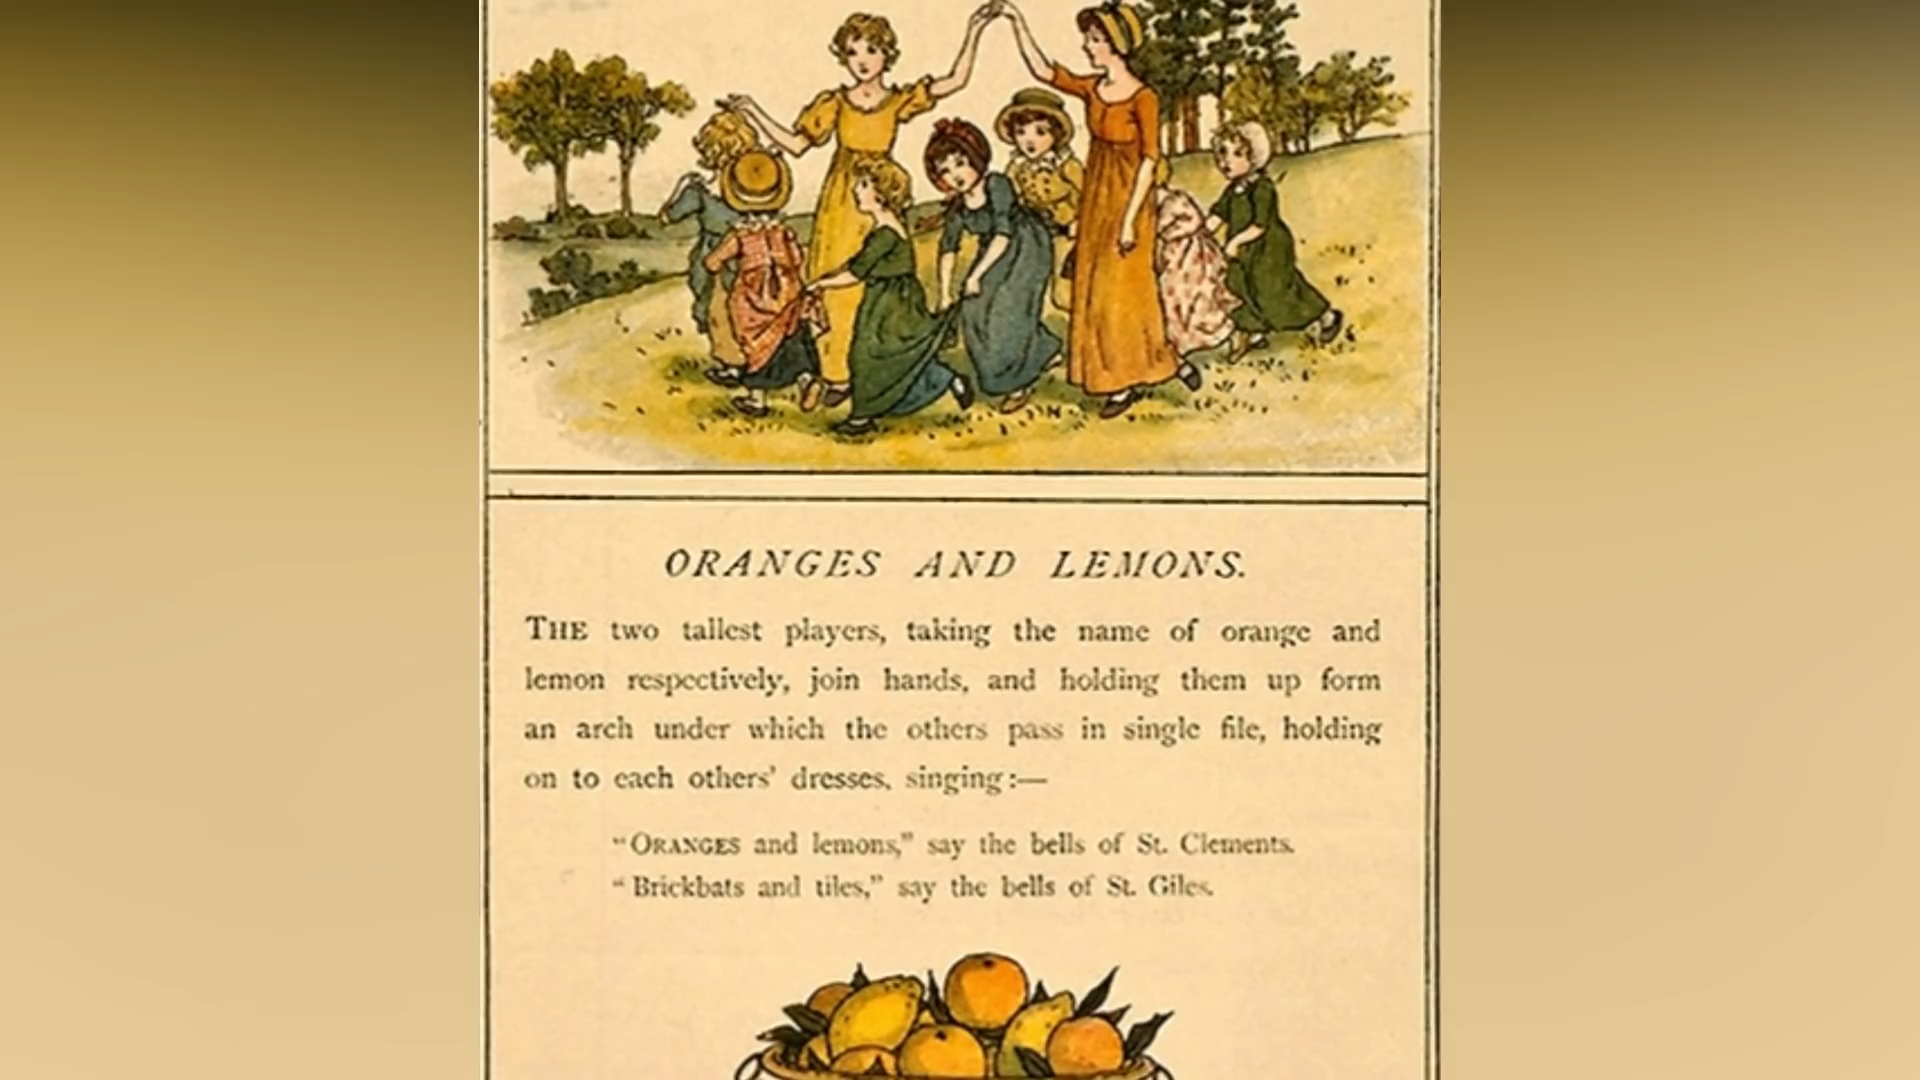 ORANGES AND LEMONS.
THE two tallest players, taking the name of orange and
lemon respectively, join hands, and holding them up form
an arch under which the others pass in single file, holding
on to each others' dresses, singing:—
"ORANGES and lemons," say the bells of St. Clements.
"Brickbats and tiles," say the bells of St. Giles.